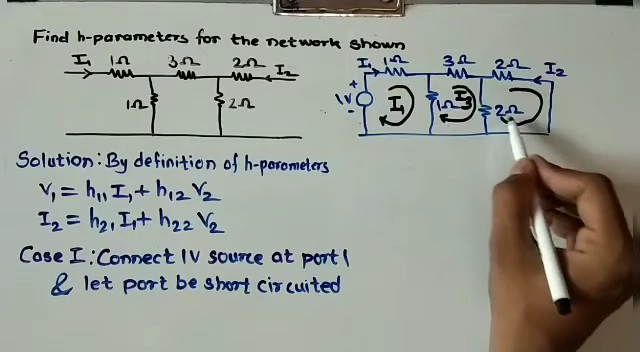 Find h-parameters for the network shown
I₁ 1Ω 3Ω 2Ω I₂
1Ω 2Ω
I₁ 1Ω 3Ω 2Ω I₂
+ 1V - I₁ 1Ω I₃ 2Ω
Solution: By definition of h-parameters
V₁ = h₁₁ I₁ + h₁₂ V₂
I₂ = h₂₁ I₁ + h₂₂ V₂
Case I: Connect 1V source at port 1
& let port be short circuited